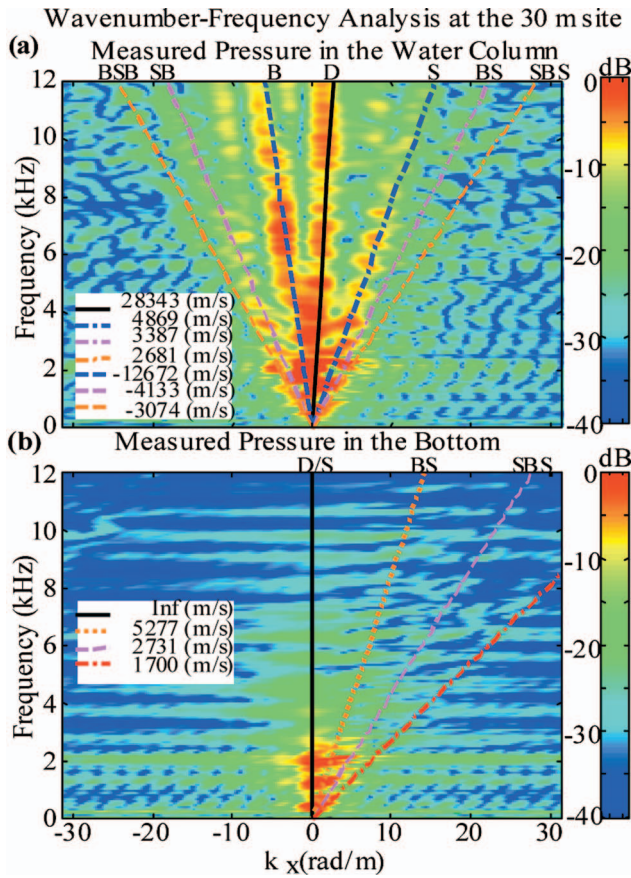 Wavenumber-Frequency Analysis at the 30 m site
(a)
Measured Pressure in the Water Column
BSB SB B D S BS SBS dB
12
10
8
6
4
2
0
Frequency (kHz)
28343 (m/s)
4869 (m/s)
3387 (m/s)
2681 (m/s)
-12672 (m/s)
-4133 (m/s)
-3074 (m/s)
0
-10
-20
-30
-40
(b)
Measured Pressure in the Bottom
D/S BS SBS dB
12
10
8
6
4
2
0
Frequency (kHz)
Inf (m/s)
5277 (m/s)
2731 (m/s)
1700 (m/s)
0
-10
-20
-30
-40
-30 -20 -10 0 10 20 30
k x(rad/m)